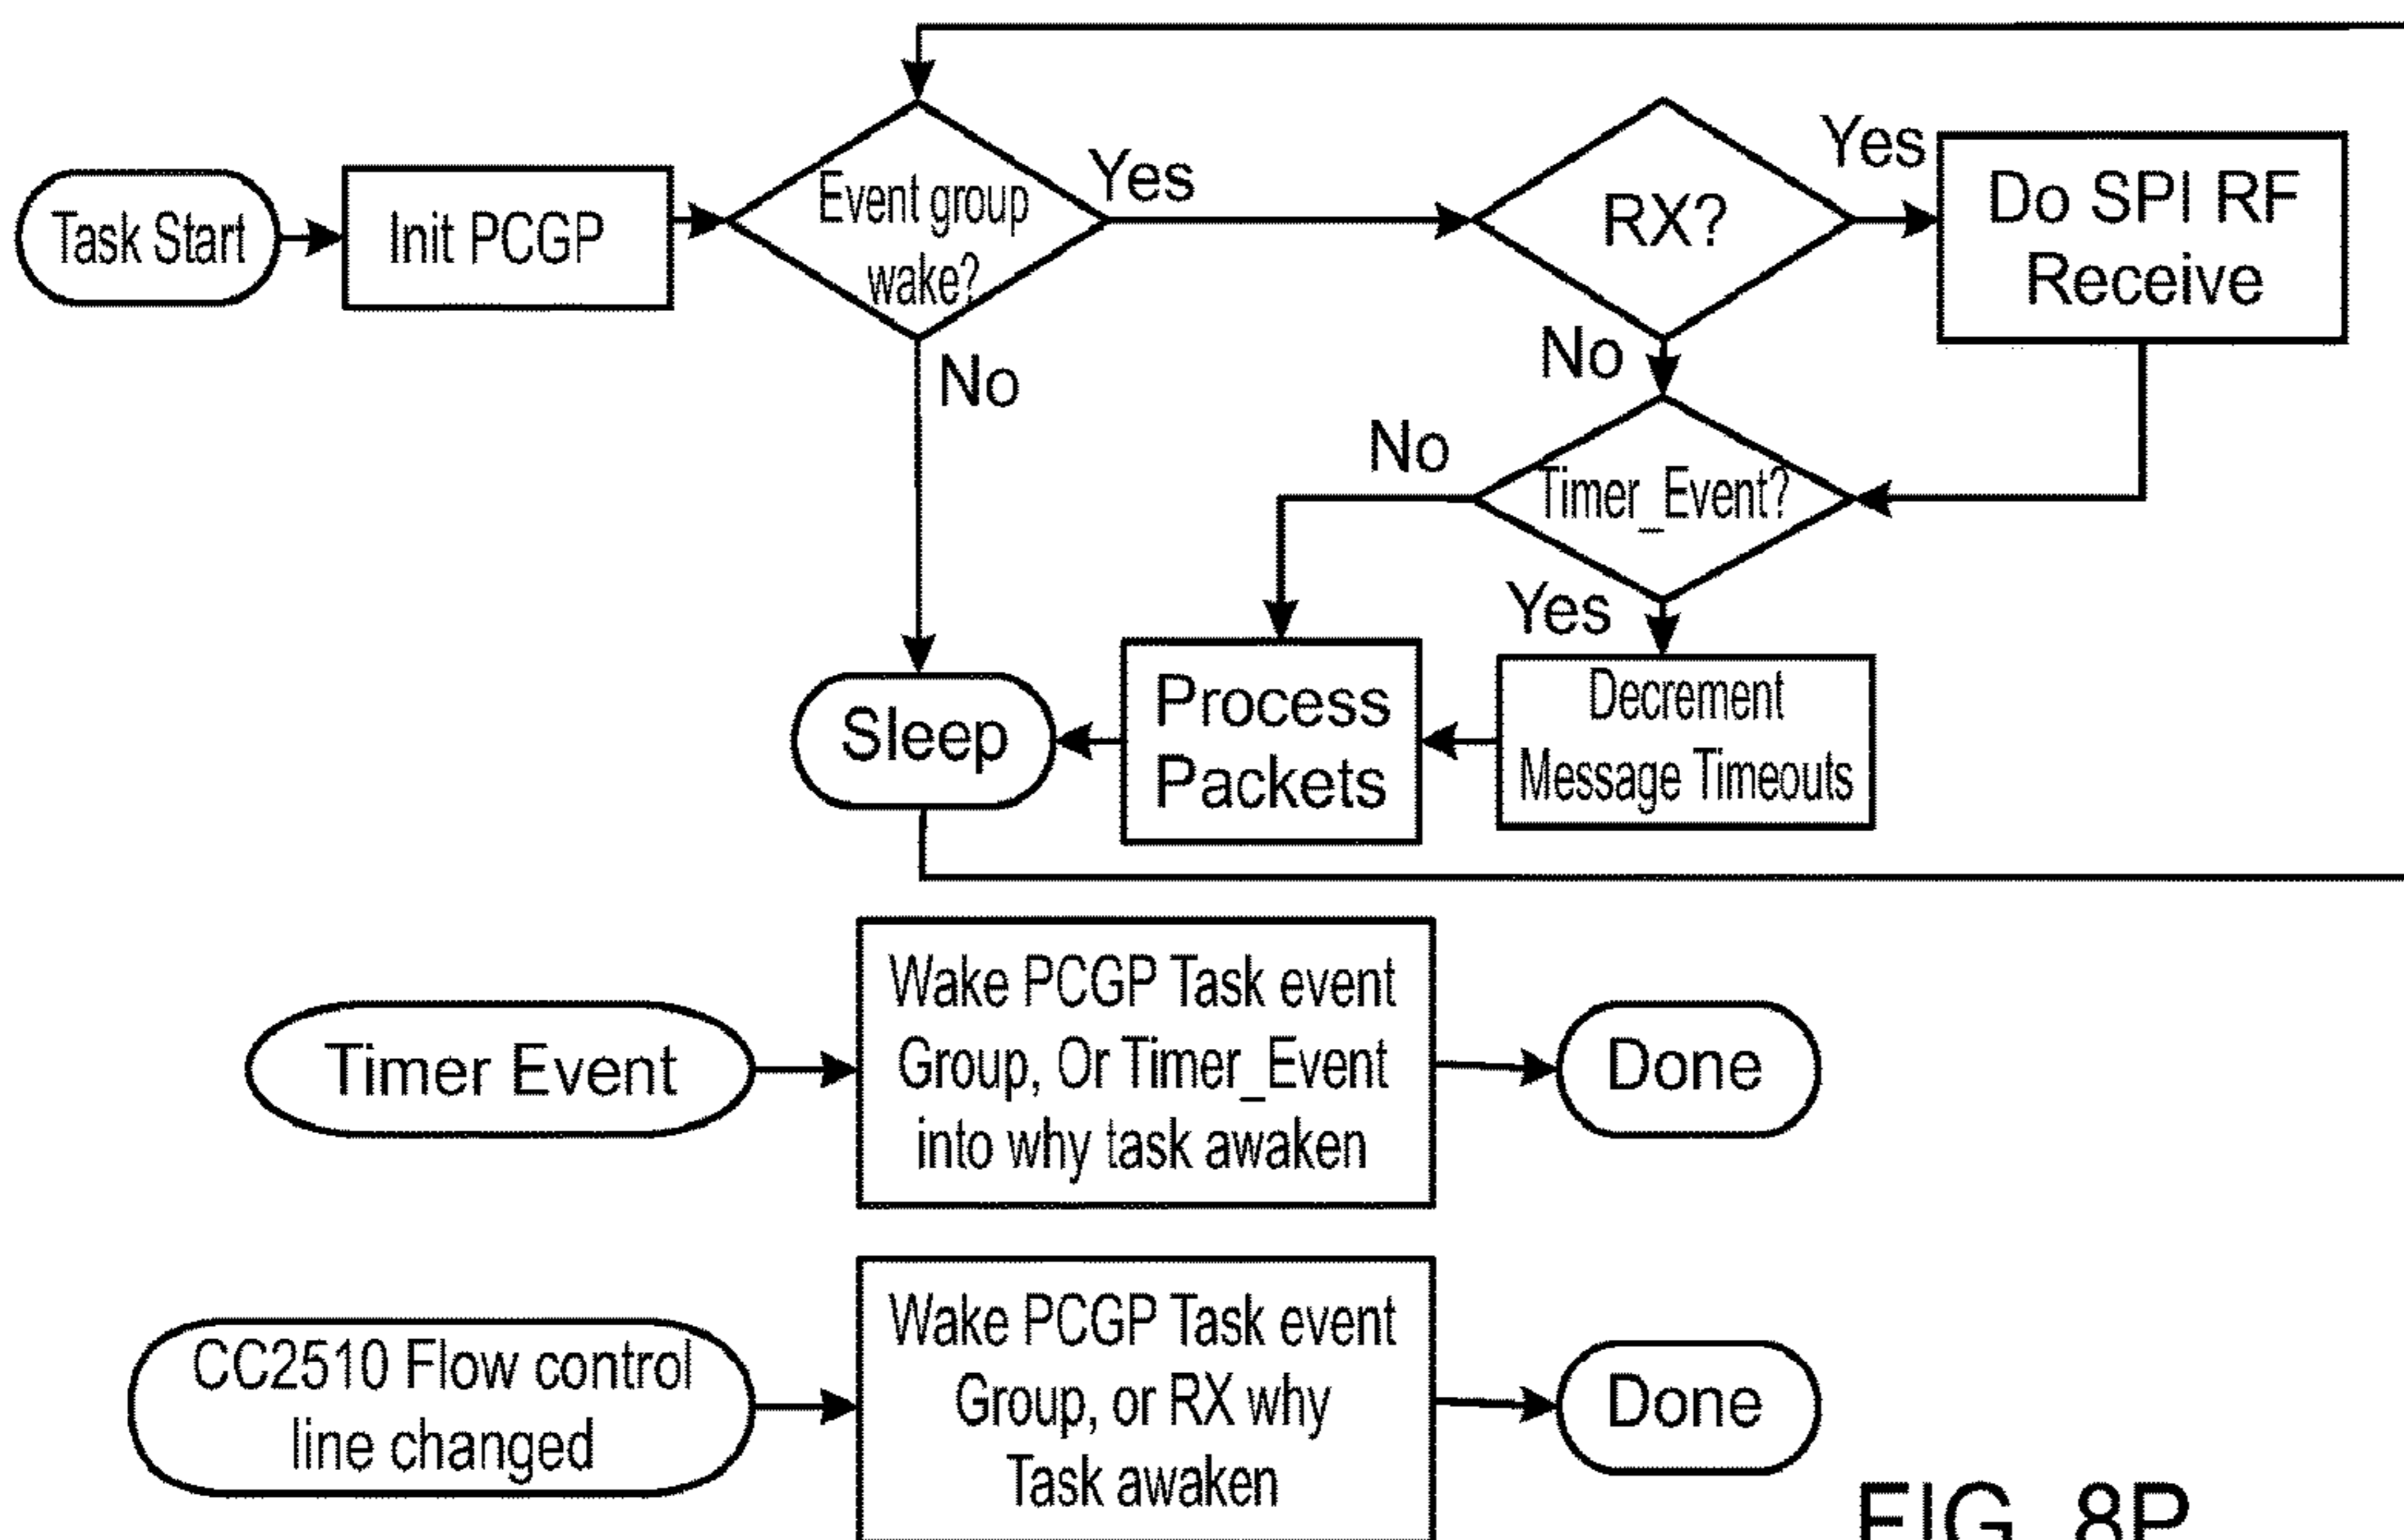 Task Start
Init PCGP
Event group
wake?
Yes
No
RX?
Yes
No
Do SPI RF
Receive
Timer_Event?
No
Yes
Decrement
Message Timeouts
Process
Packets
Sleep
Timer Event
Wake PCGP Task event
Group, Or Timer_Event
into why task awaken
Done
CC2510 Flow control
line changed
Wake PCGP Task event
Group, or RX why
Task awaken
Done
FIG. 8P